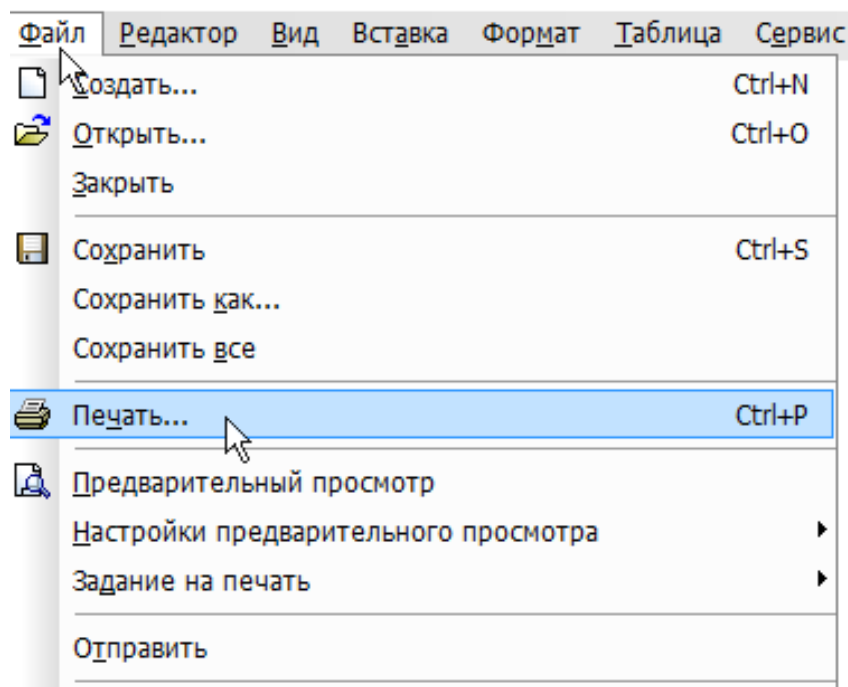 Файл Редактор Вид Вставка Формат Таблица Сервис
Создать... Ctrl+N
Открыть... Ctrl+O
Закрыть
Сохранить Ctrl+S
Сохранить как...
Сохранить все
Печать... Ctrl+P
Предварительный просмотр
Настройки предварительного просмотра
Задание на печать
Отправить